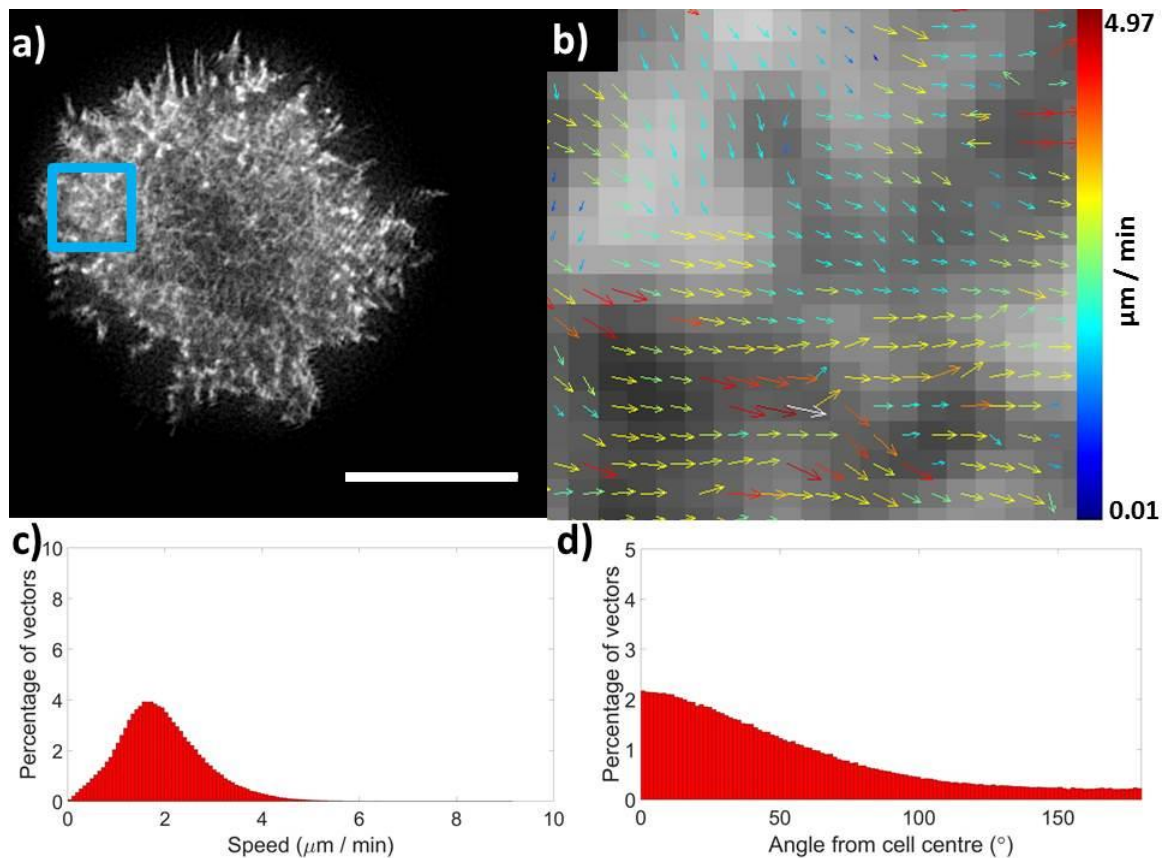 a)
b)
4.97
μm / min
0.01
c)
10
8
6
4
2
0
Percentage of vectors
0 2 4 6 8 10
Speed (μm / min)
d)
5
4
3
2
1
0
Percentage of vectors
0 50 100 150
Angle from cell centre (°)